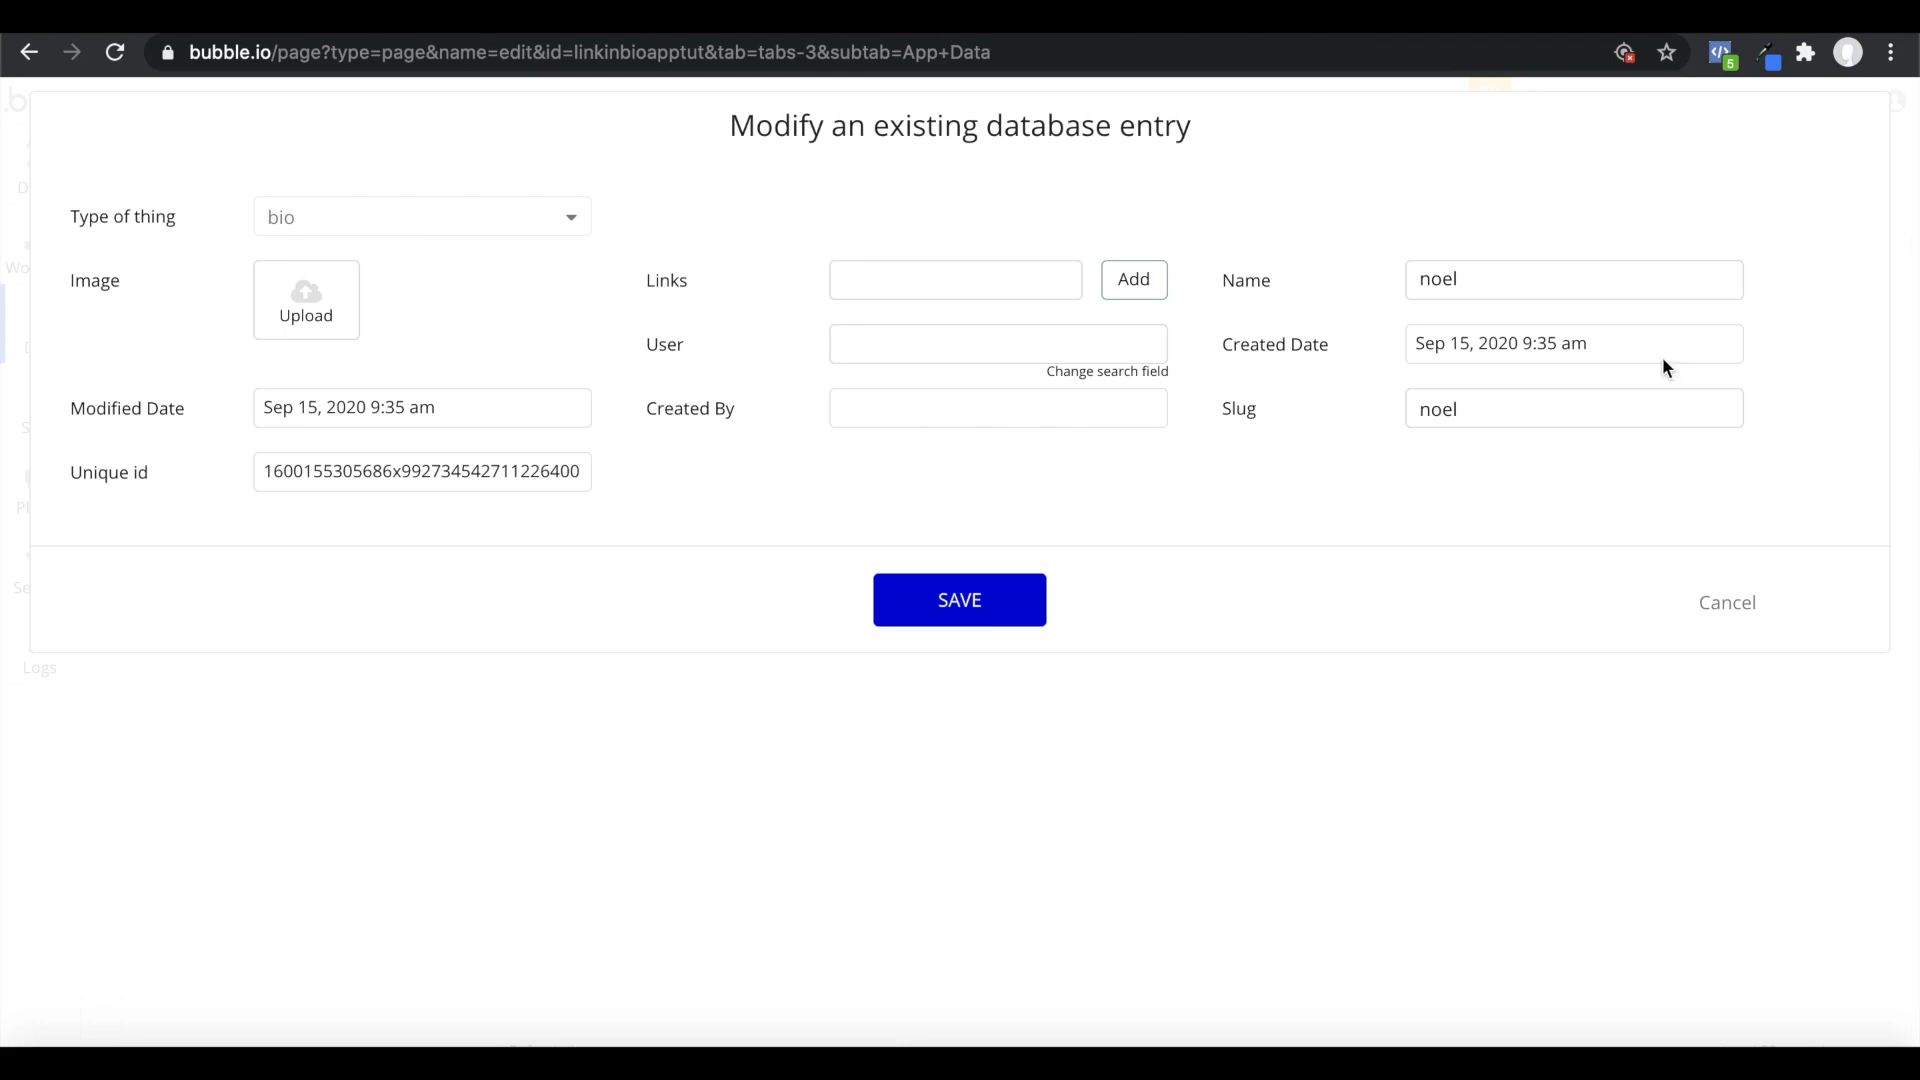 bubble.io/page?type=page&name=edit&id=linkinbioapptut&tab=tabs-3&subtab=App+Data
5
Modify an existing database entry
Type of thing
bio
Image
Upload
Links
Add
Name
noel
User
Change search field
Created Date
Sep 15, 2020 9:35 am
Modified Date
Sep 15, 2020 9:35 am
Created By
Slug
noel
Unique id
1600155305686x992734542711226400
SAVE
Cancel
Logs